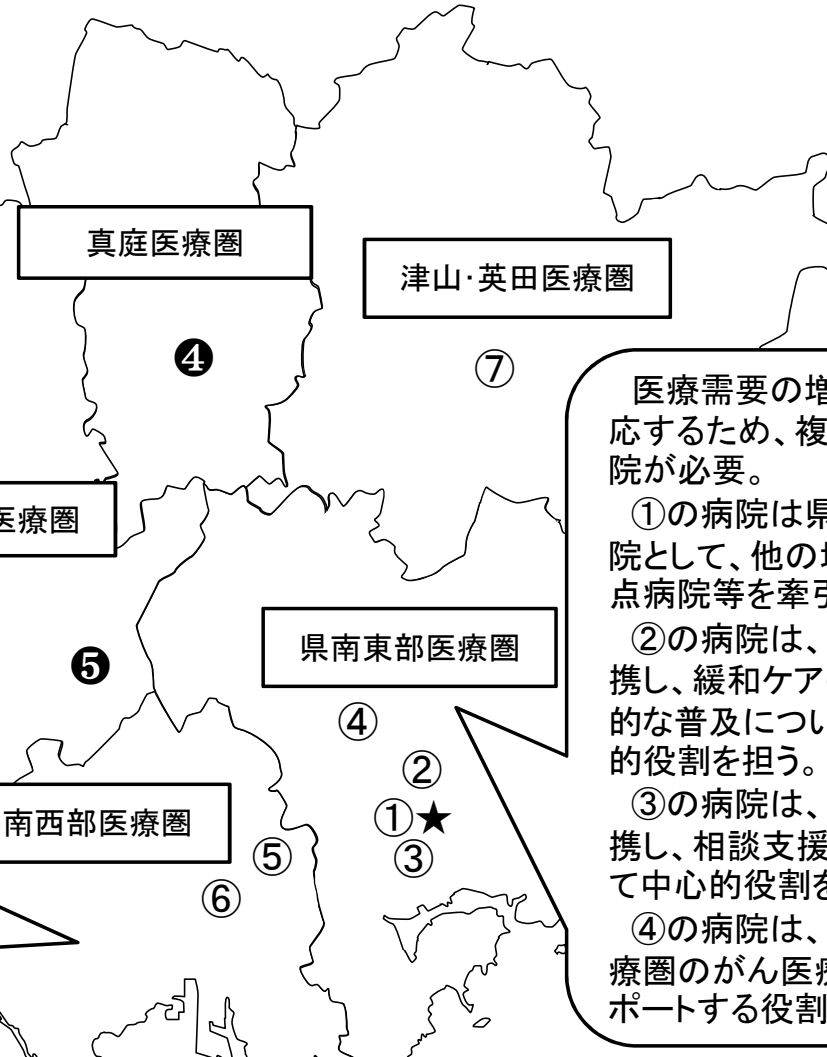 真庭医療圏
津山・英田医療圏
❹
⑦
医療圏
❺
県南東部医療圏
④
②
①★
③
南西部医療圏
⑤
⑥
医療需要の増
応するため、複
院が必要。
①の病院は県
院として、他の
点病院等を牽引
②の病院は、
携し、緩和ケア
的な普及につい
的役割を担う。
③の病院は、
携し、相談支援
て中心的役割を
④の病院は、
療圏のがん医療
ポートする役割